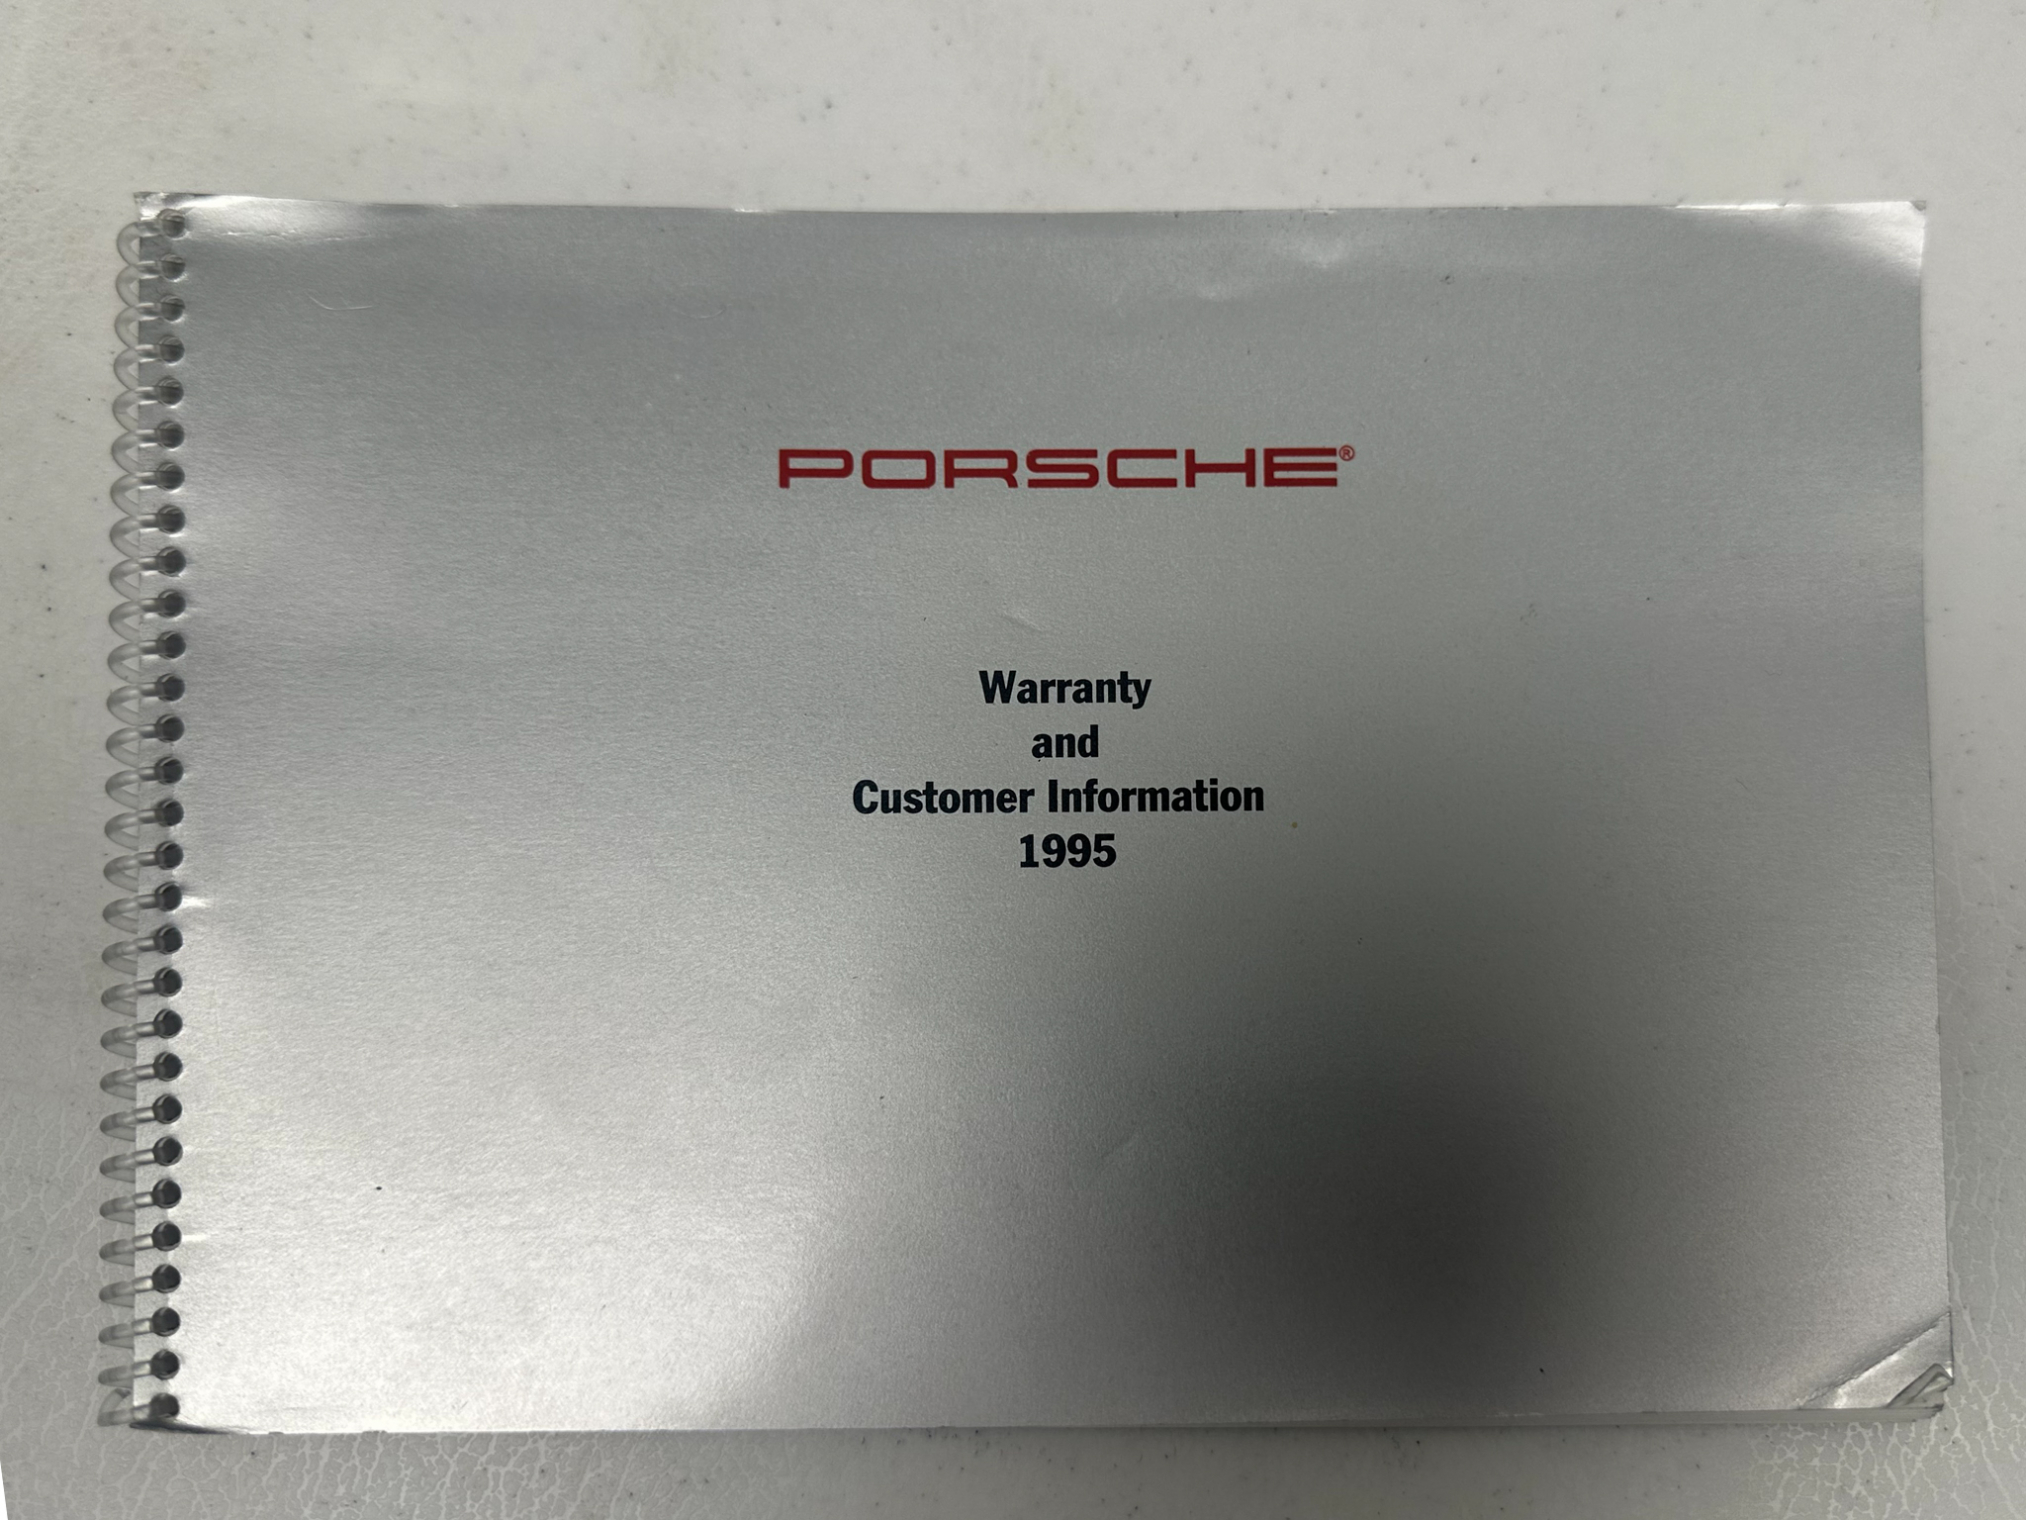 PORSCHE®
Warranty
and
Customer Information
1995